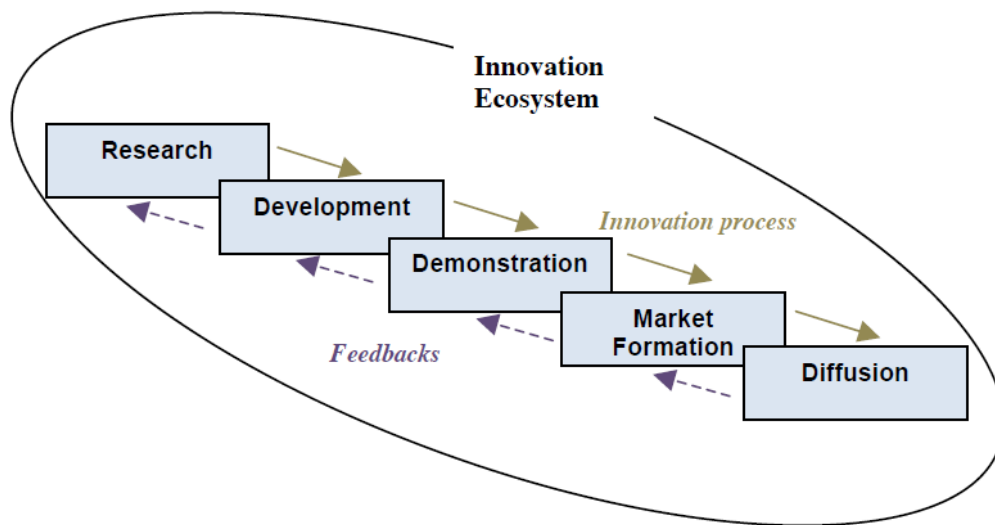 Innovation
Ecosystem
Research
Development
Innovation process
Demonstration
Market
Formation
Feedbacks
Diffusion